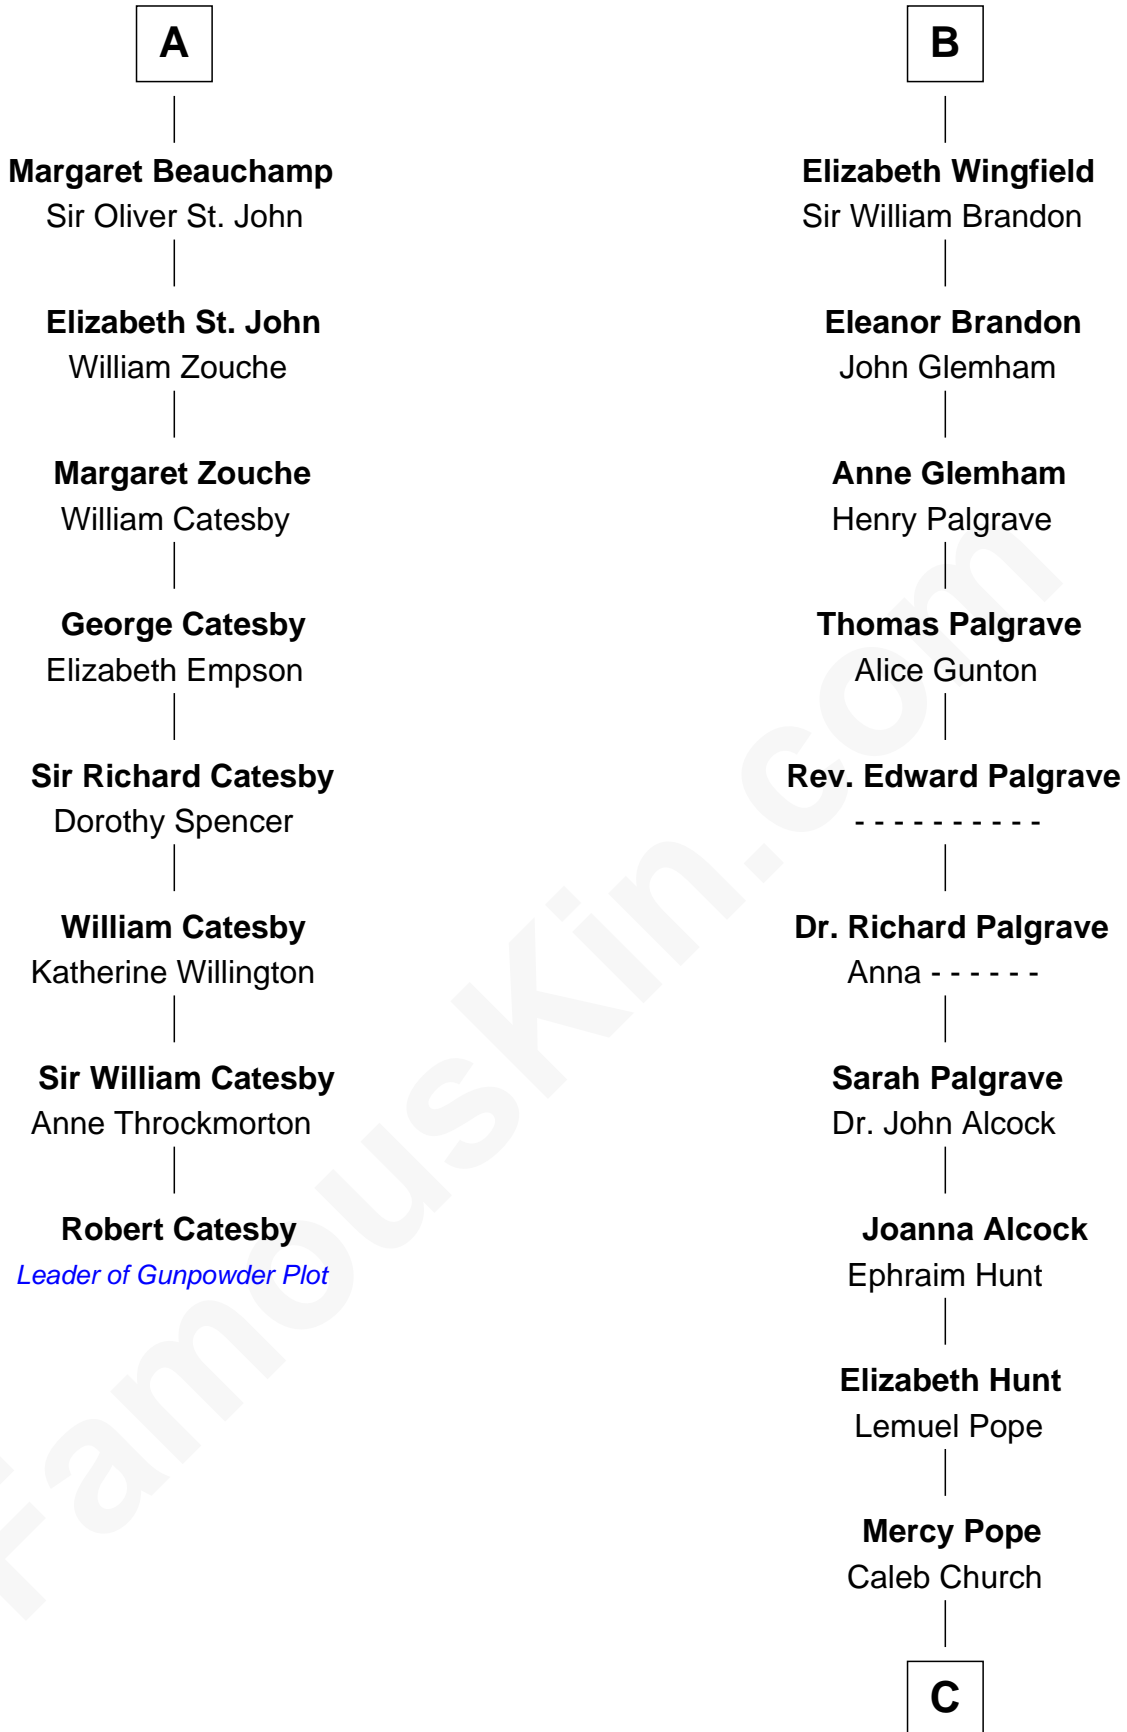 A
Margaret Beauchamp
Sir Oliver St. John
Elizabeth St. John
William Zouche
Margaret Zouche
William Catesby
George Catesby
Elizabeth Empson
Sir Richard Catesby
Dorothy Spencer
William Catesby
Katherine Willington
Sir William Catesby
Anne Throckmorton
Robert Catesby
Leader of Gunpowder Plot
B
Elizabeth Wingfield
Sir William Brandon
Eleanor Brandon
John Glemham
Anne Glemham
Henry Palgrave
Thomas Palgrave
Alice Gunton
Rev. Edward Palgrave
- - - - - - - - - -
Dr. Richard Palgrave
Anna - - - - - -
Sarah Palgrave
Dr. John Alcock
Joanna Alcock
Ephraim Hunt
Elizabeth Hunt
Lemuel Pope
Mercy Pope
Caleb Church
C
FamousKin.com